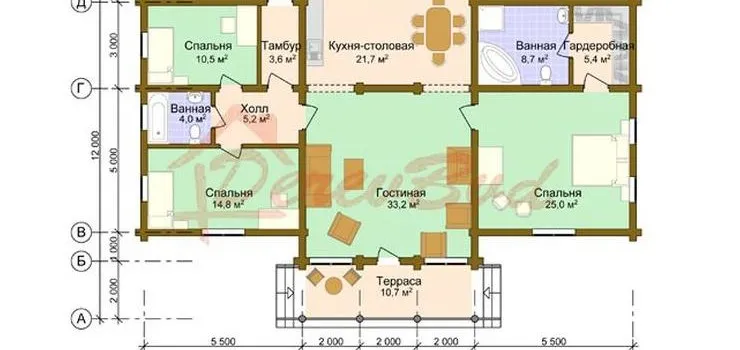 Д
3 000
Спальня
10,5 м²
Тамбур
3,6 м²
Кухня-столовая
21,7 м²
Ванная
8,7 м²
Гардеробная
5,4 м²
Г
Ванная
4,0 м²
Холл
5,2 м²
12 000
5 000
Спальня
14,8 м²
Гостиная
33,2 м²
Спальня
25,0 м²
DerevBud
В
1 000
Б
2 000
Терраса
10,7 м²
А
5 500
2 000
2 000
2 000
5 500